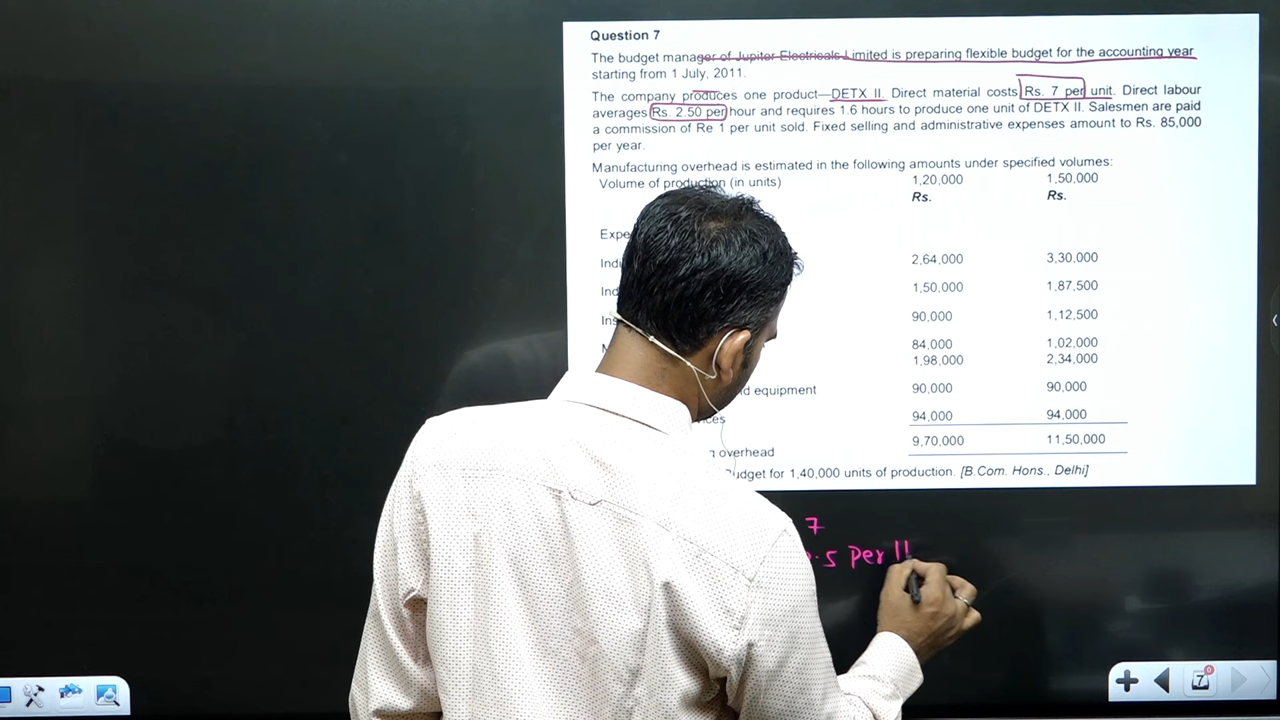 Question 7
The budget manager of Jupiter Electricals Limited is preparing flexible budget for the accounting year
starting from 1 July, 2011.
The company produces one product—DETX II. Direct material costs Rs. 7 per unit. Direct labour
averages Rs. 2.50 per hour and requires 1.6 hours to produce one unit of DETX II. Salesmen are paid
a commission of Re 1 per unit sold. Fixed selling and administrative expenses amount to Rs. 85,000
per year.
Manufacturing overhead is estimated in the following amounts under specified volumes:
Volume of production (in units) 1,20,000 1,50,000
Rs. Rs.
2,64,000 3,30,000
1,50,000 1,87,500
90,000 1,12,500
84,000 1,02,000
1,98,000 2,34,000
equipment 90,000 90,000
94,000 94,000
overhead 9,70,000 11,50,000
for 1,40,000 units of production. [B.Com. Hons., Delhi]
7
5 per
7
0